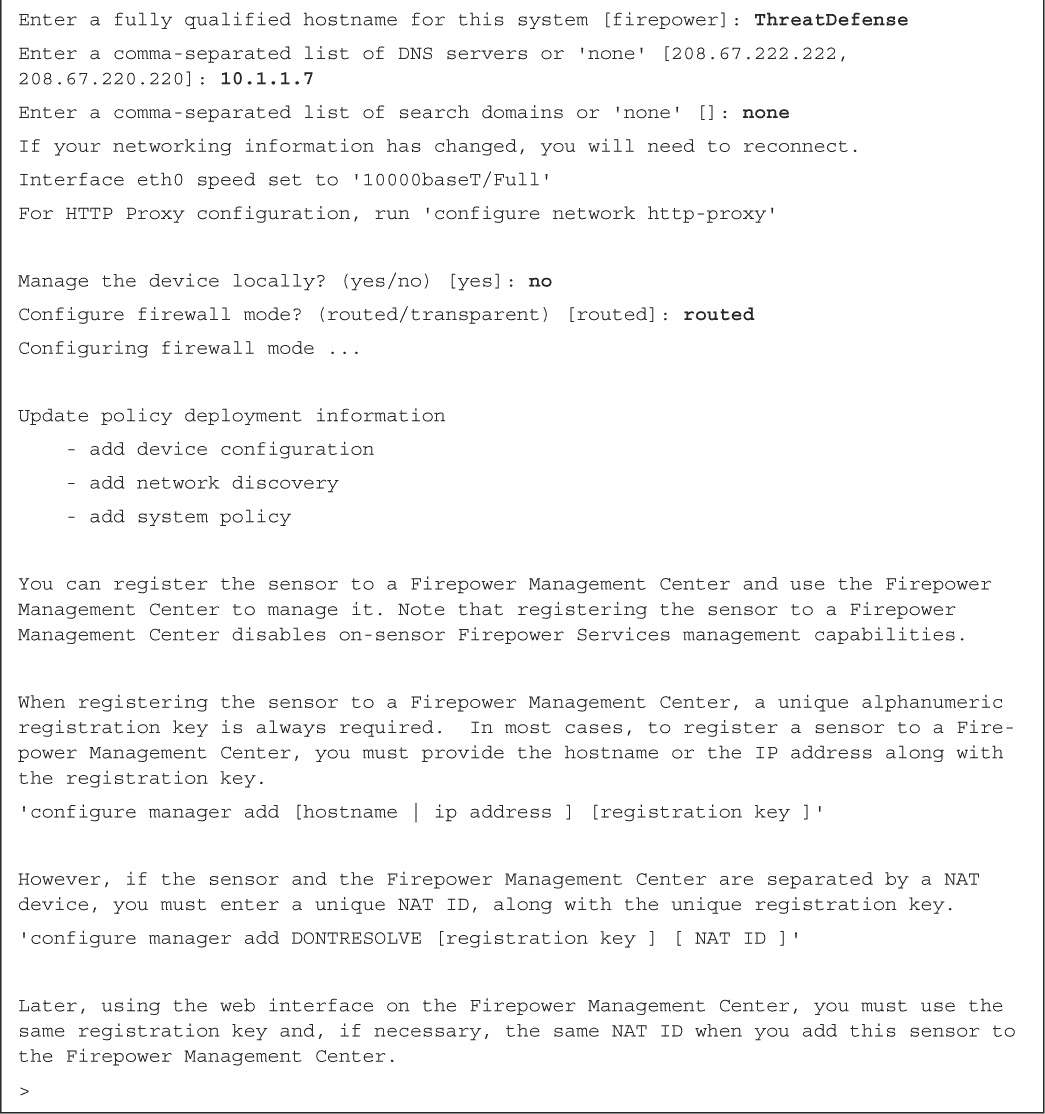 Enter a fully qualified hostname for this system [firepower]: ThreatDefense
Enter a comma-separated list of DNS servers or 'none' [208.67.222.222,
208.67.220.220]: 10.1.1.7
Enter a comma-separated list of search domains or 'none' []: none
If your networking information has changed, you will need to reconnect.
Interface eth0 speed set to '10000baseT/Full'
For HTTP Proxy configuration, run 'configure network http-proxy'
Manage the device locally? (yes/no) [yes]: no
Configure firewall mode? (routed/transparent) [routed]: routed
Configuring firewall mode ...
Update policy deployment information
- add device configuration
- add network discovery
- add system policy
You can register the sensor to a Firepower Management Center and use the Firepower
Management Center to manage it. Note that registering the sensor to a Firepower
Management Center disables on-sensor Firepower Services management capabilities.
When registering the sensor to a Firepower Management Center, a unique alphanumeric
registration key is always required.  In most cases, to register a sensor to a Fire-
power Management Center, you must provide the hostname or the IP address along with
the registration key.
'configure manager add [hostname | ip address ] [registration key ]'
However, if the sensor and the Firepower Management Center are separated by a NAT
device, you must enter a unique NAT ID, along with the unique registration key.
'configure manager add DONTRESOLVE [registration key ] [ NAT ID ]'
Later, using the web interface on the Firepower Management Center, you must use the
same registration key and, if necessary, the same NAT ID when you add this sensor to
the Firepower Management Center.
>